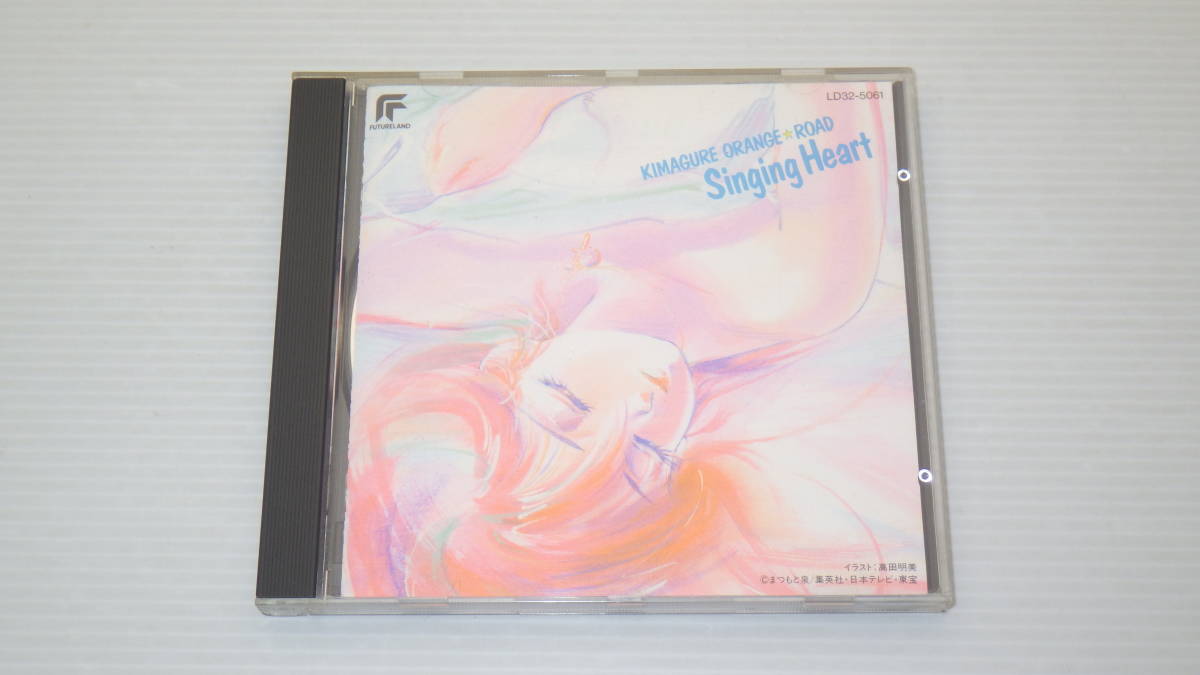 FUTURELAND
LD32-5061
KIMAGURE ORANGE★ROAD
Singing Heart
イラスト:高田明美
©まつもと泉/集英社・日本テレビ・東宝